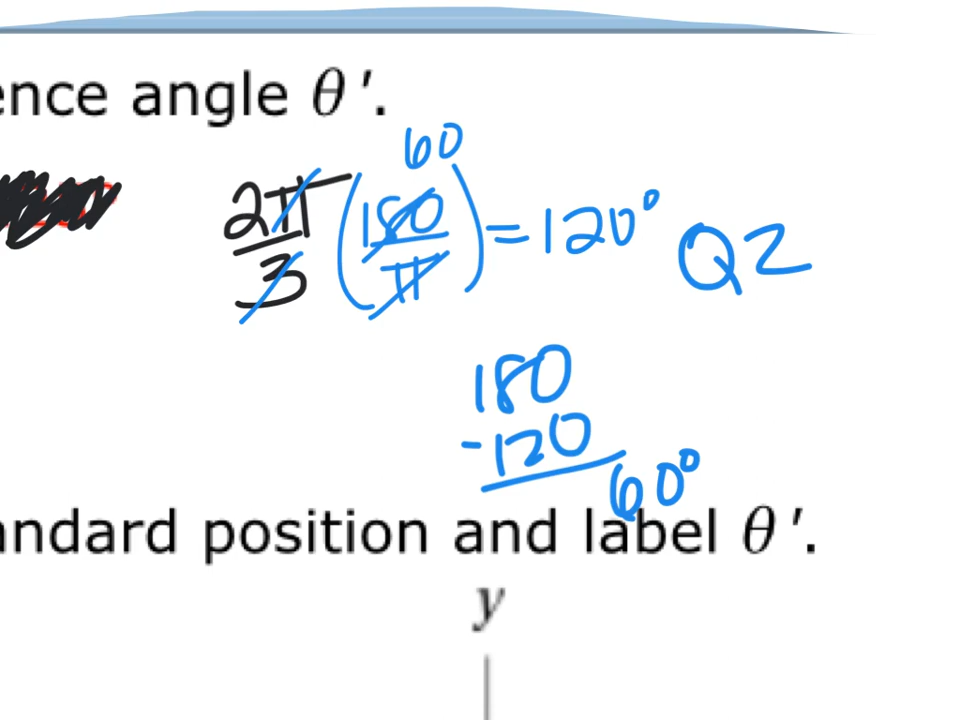 ence angle θ ′.
2π/3 (180/π) = 120° Q2
60
180
-120
60°
andard position and label θ ′.
y